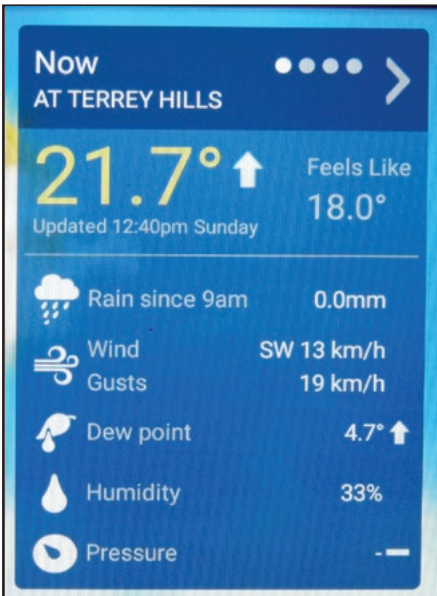 Now
AT TERREY HILLS
21.7°
Feels Like
18.0°
Updated 12:40pm Sunday
Rain since 9am 0.0mm
Wind SW 13 km/h
Gusts 19 km/h
Dew point 4.7°
Humidity 33%
Pressure -